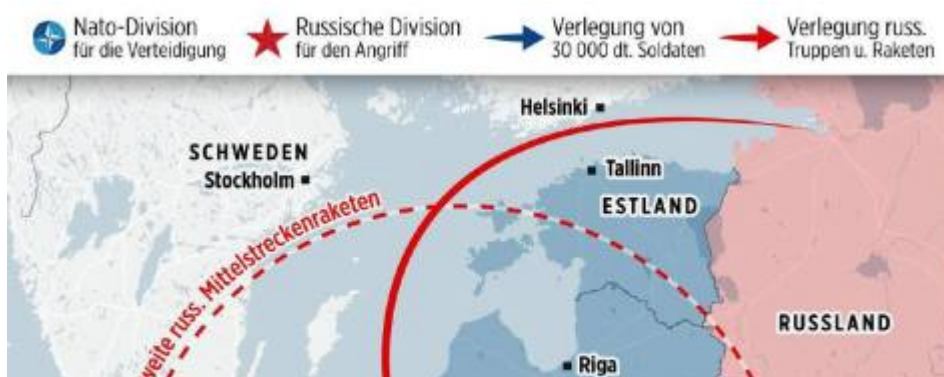 Nato-Division
für die Verteidigung
Russische Division
für den Angriff
Verlegung von
30 000 dt. Soldaten
Verlegung russ.
Truppen u. Raketen
Helsinki
SCHWEDEN
Stockholm
Tallinn
ESTLAND
weite russ. Mittelstreckenraketen
RUSSLAND
Riga